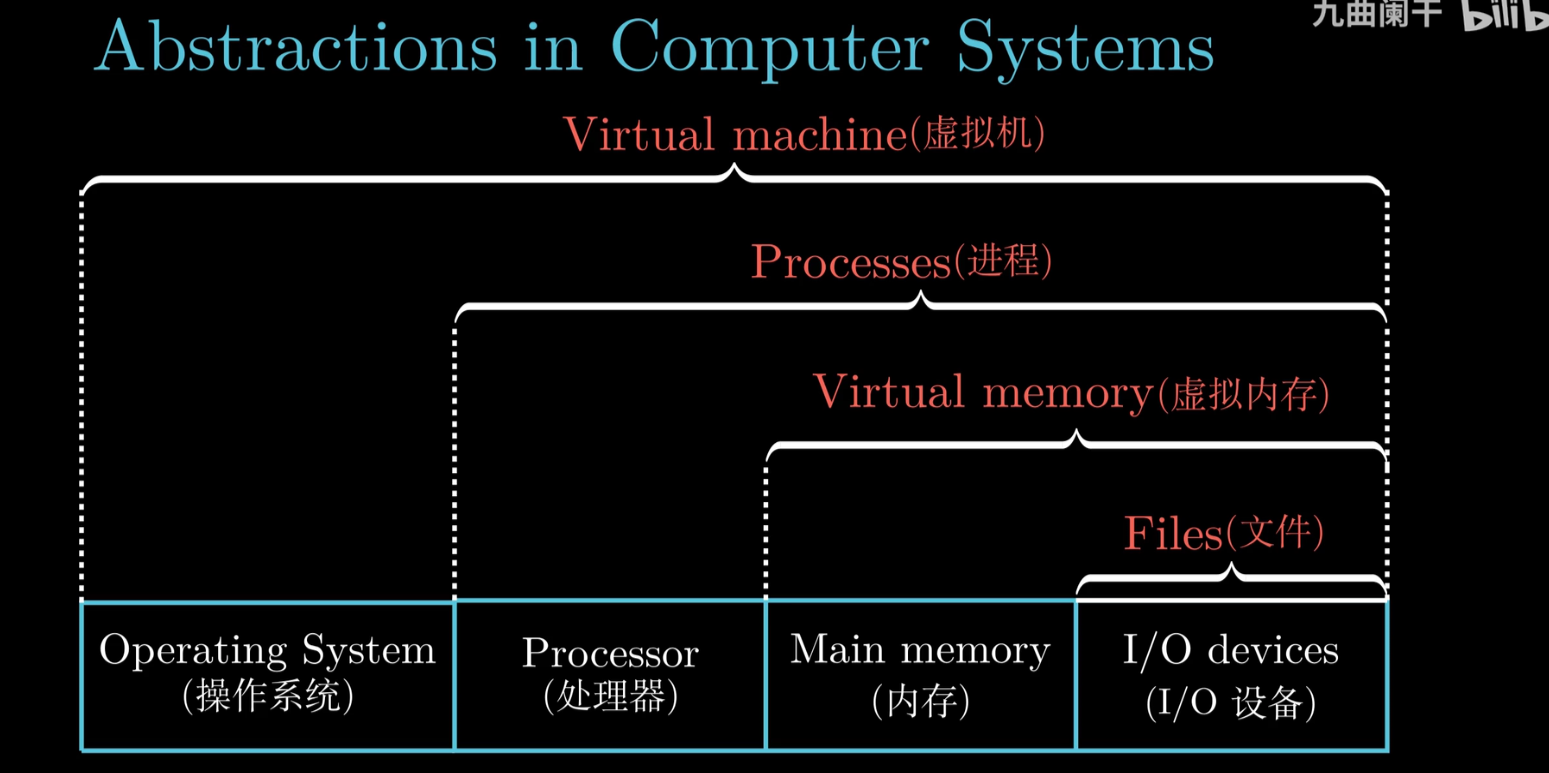 九曲阑干 bilib
Abstractions in Computer Systems
Virtual machine(虚拟机)
Processes(进程)
Virtual memory(虚拟内存)
Files(文件)
Operating System
(操作系统)
Processor
(处理器)
Main memory
(内存)
I/O devices
(I/O 设备)